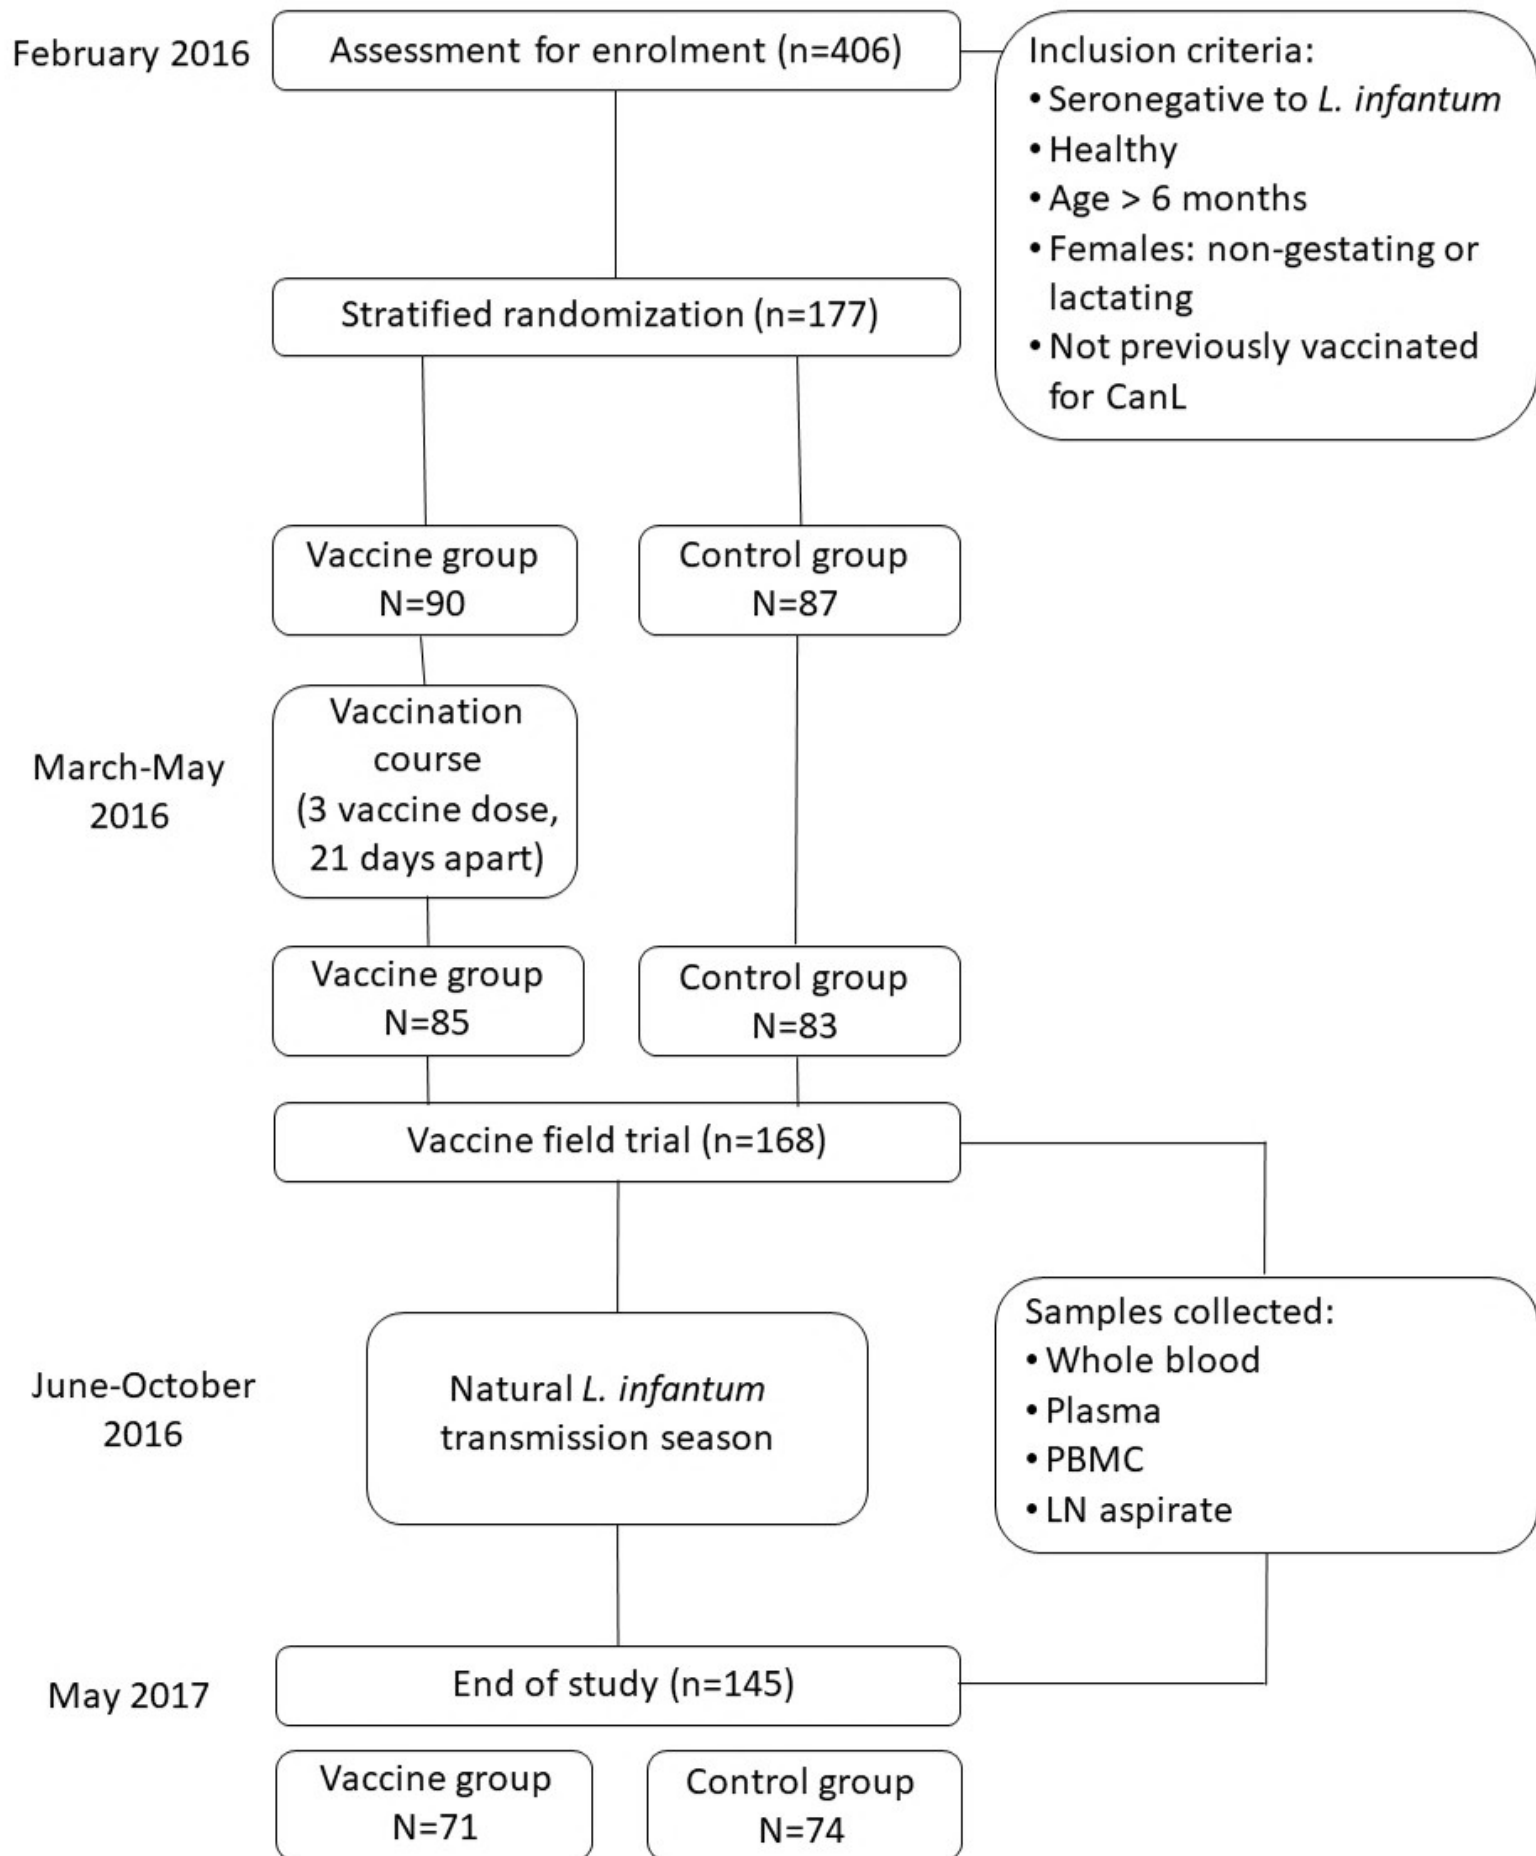 February 2016
Assessment for enrolment (n=406)
Inclusion criteria:
• Seronegative to L. infantum
• Healthy
• Age > 6 months
• Females: non-gestating or
lactating
• Not previously vaccinated
for CanL
Stratified randomization (n=177)
Vaccine group
N=90
Control group
N=87
March-May
2016
Vaccination
course
(3 vaccine dose,
21 days apart)
Vaccine group
N=85
Control group
N=83
Vaccine field trial (n=168)
June-October
2016
Natural L. infantum
transmission season
Samples collected:
• Whole blood
• Plasma
• PBMC
• LN aspirate
May 2017
End of study (n=145)
Vaccine group
N=71
Control group
N=74